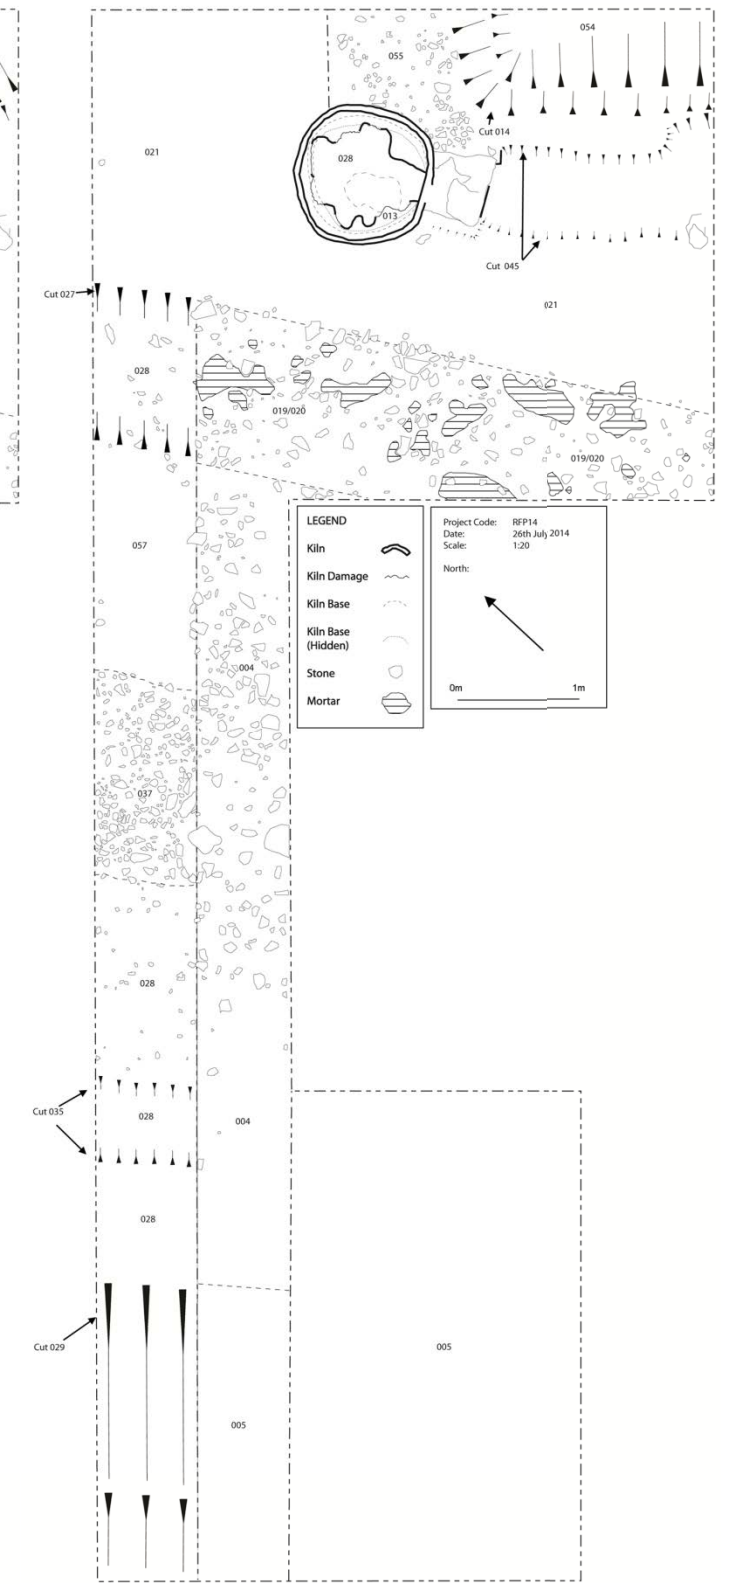 054
055
Cut 014
021
028
013
Cut 045
Cut 027
021
028
019/020
019/020
057
LEGEND
Kiln
Kiln Damage
Kiln Base
Kiln Base
(Hidden)
Stone
Mortar
Project Code: RFP14
Date: 26th July 2014
Scale: 1:20
North:
0m 1m
004
037
028
Cut 035
028
004
028
Cut 029
005
005